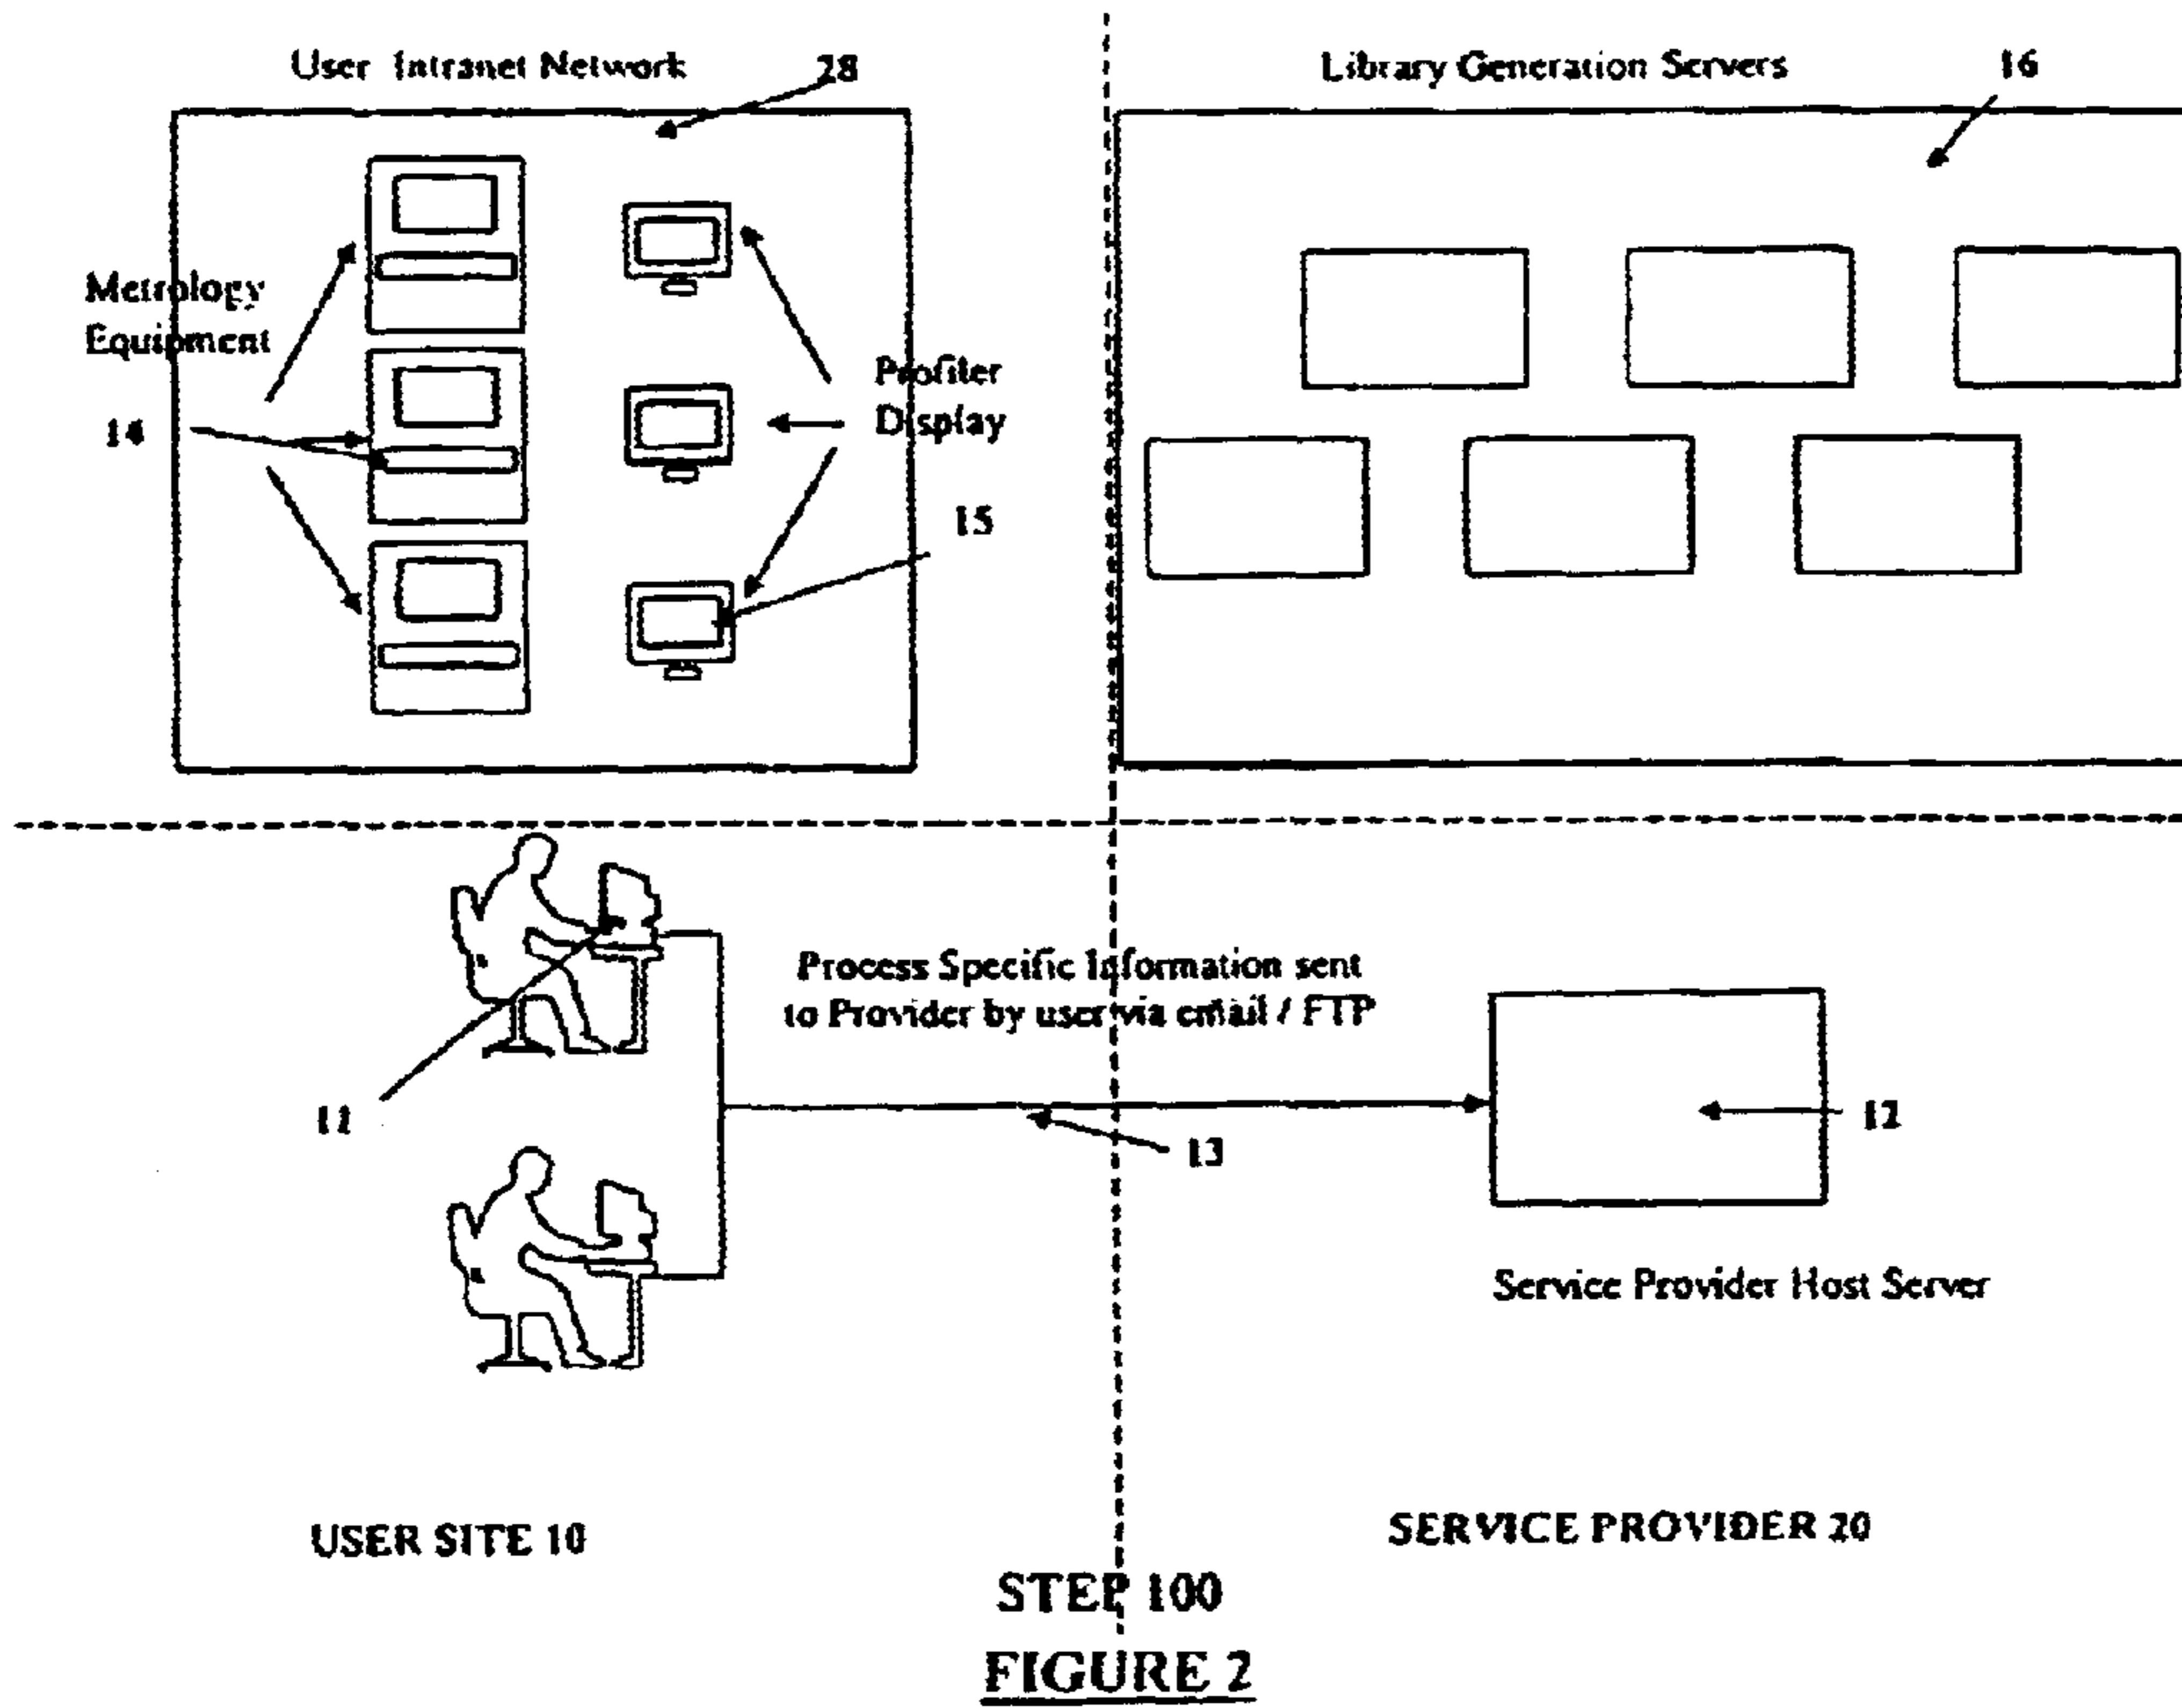 User Intranet Network
28
Library Generation Servers
16
Metrology
Equipment
14
Profiler
Display
15
Process Specific Information sent
to Provider by user via email / FTP
11
13
12
Service Provider Host Server
USER SITE 10
SERVICE PROVIDER 20
STEP 100
FIGURE 2